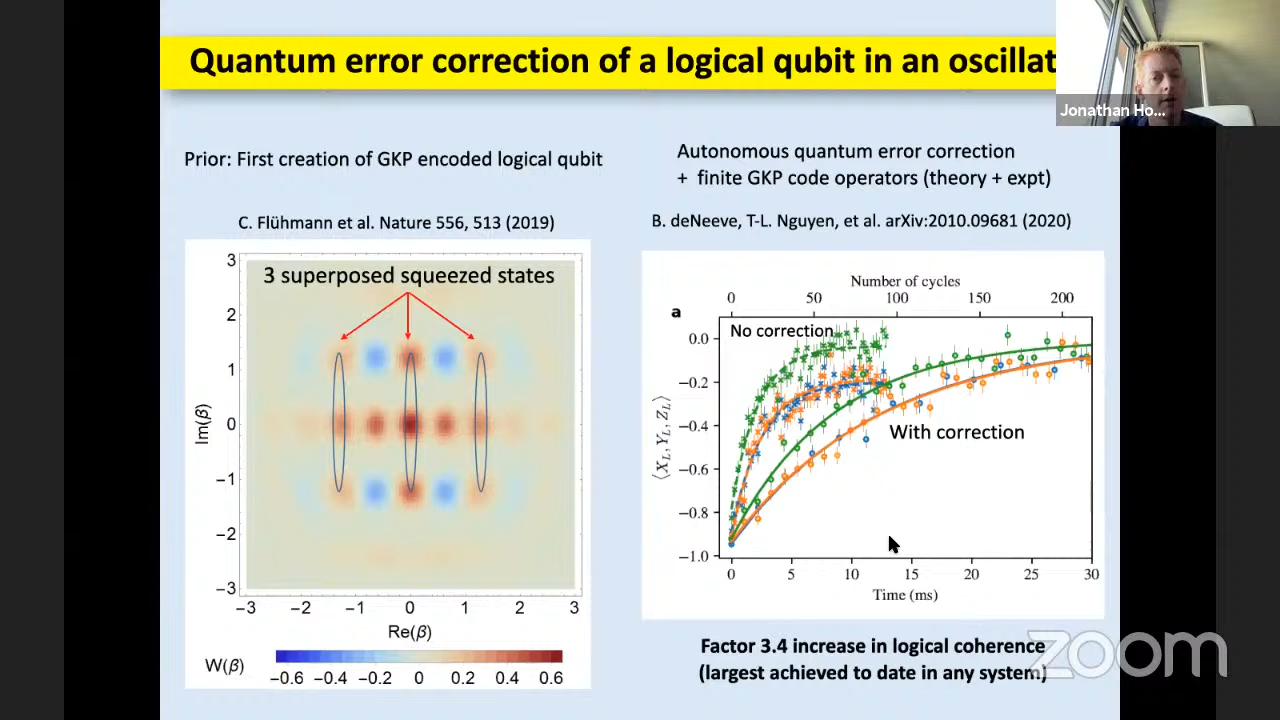 Quantum error correction of a logical qubit in an oscillat
Jonathan Ho...
Prior: First creation of GKP encoded logical qubit
C. Flühmann et al. Nature 556, 513 (2019)
3 superposed squeezed states
3
2
1
0
−1
−2
−3
Im(β)
−3 −2 −1 0 1 2 3
Re(β)
W(β)
−0.6 −0.4 −0.2 0 0.2 0.4 0.6
Autonomous quantum error correction
+ finite GKP code operators (theory + expt)
B. deNeeve, T-L. Nguyen, et al. arXiv:2010.09681 (2020)
Number of cycles
0 50 100 150 200
a
No correction
0.0
−0.2
−0.4
−0.6
−0.8
−1.0
⟨X_L, Y_L, Z_L⟩
With correction
0 5 10 15 20 25 30
Time (ms)
Factor 3.4 increase in logical coherence
(largest achieved to date in any system)
zoom